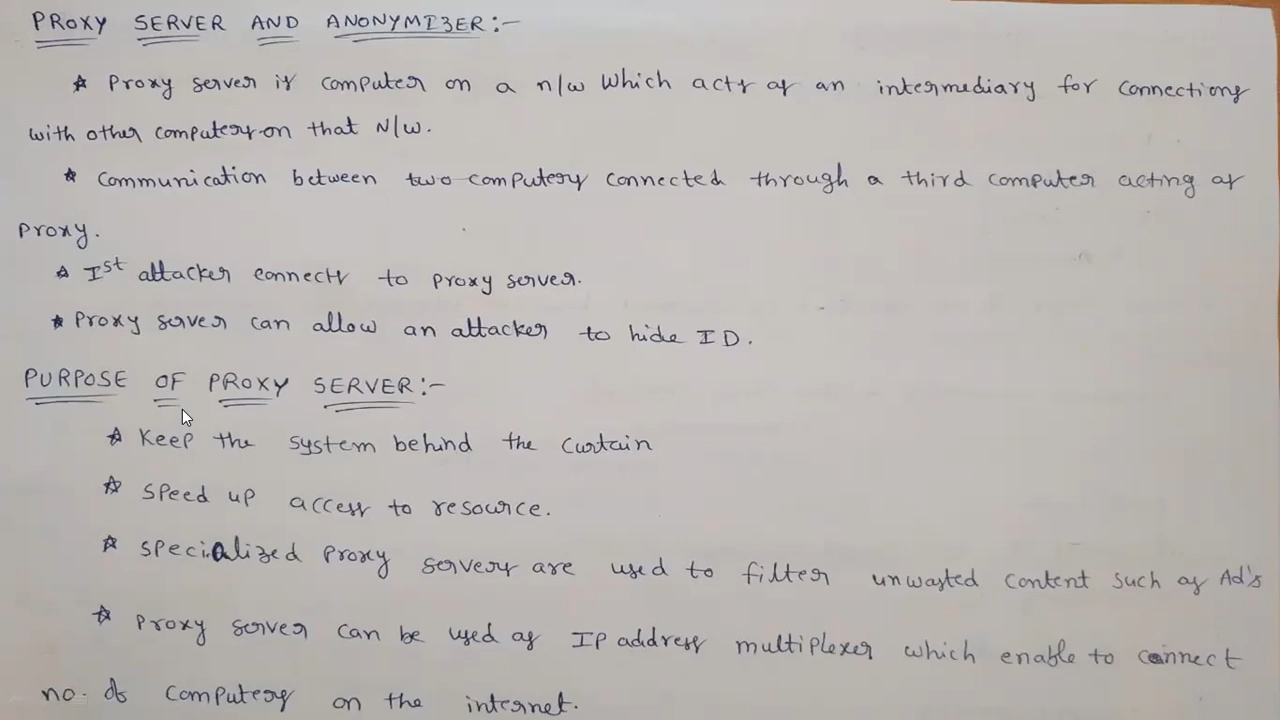 PROXY SERVER AND ANONYMIZER:-
* Proxy server is computer on a n/w which acts as an intermediary for connections
with other computers on that N/w.
* Communication between two computers connected through a third computer acting as
proxy.
* Ist attacker connects to proxy server.
* Proxy server can allow an attacker to hide ID.
PURPOSE OF PROXY SERVER:-
* Keep the system behind the curtain
* Speed up access to resource.
* Specialized proxy servers are used to filter unwasted content such as Ad's
* Proxy server can be used as IP address multiplexer which enable to connect
no. of computers on the internet.